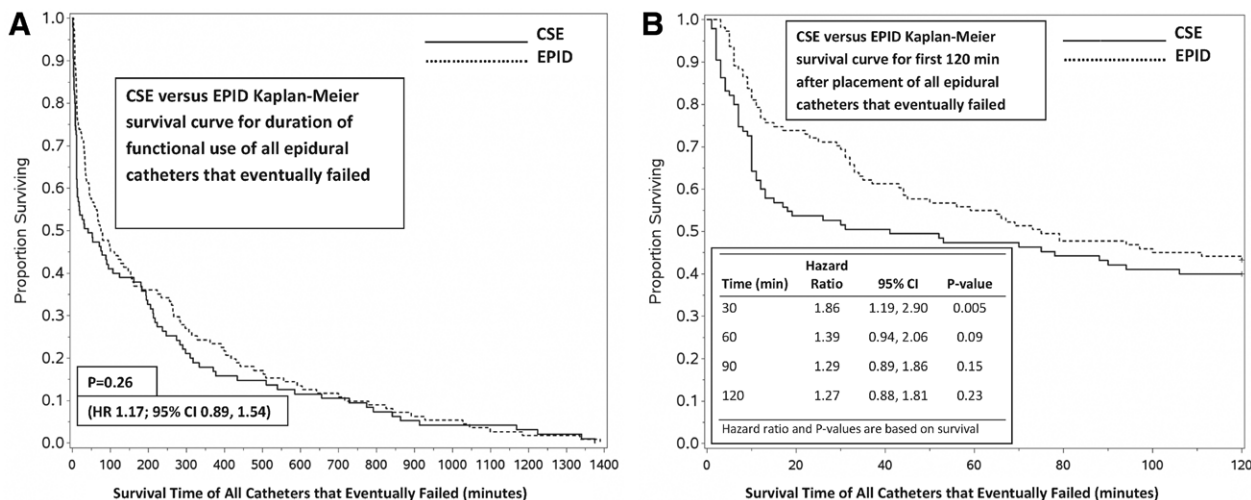 A
CSE
EPID
CSE versus EPID Kaplan-Meier
survival curve for duration of
functional use of all epidural
catheters that eventually failed
P=0.26
(HR 1.17; 95% CI 0.89, 1.54)
Proportion Surviving
1.0
0.9
0.8
0.7
0.6
0.5
0.4
0.3
0.2
0.1
0.0
0 100 200 300 400 500 600 700 800 900 1000 1100 1200 1300 1400
Survival Time of All Catheters that Eventually Failed (minutes)
B
CSE
EPID
CSE versus EPID Kaplan-Meier
survival curve for first 120 min
after placement of all epidural
catheters that eventually failed
Proportion Surviving
1.0
0.9
0.8
0.7
0.6
0.5
0.4
0.3
0.2
0.1
0.0
Time (min) Hazard Ratio 95% CI P-value
30 1.86 1.19, 2.90 0.005
60 1.39 0.94, 2.06 0.09
90 1.29 0.89, 1.86 0.15
120 1.27 0.88, 1.81 0.23
Hazard ratio and P-values are based on survival
0 20 40 60 80 100 120
Survival Time of All Catheters that Eventually Failed (minutes)